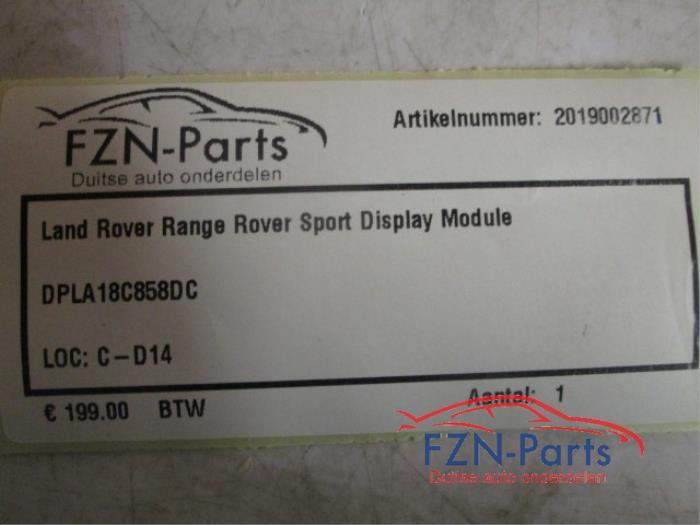 FZN-Parts
Duitse auto onderdelen
Artikelnummer: 2019002871
Land Rover Range Rover Sport Display Module
DPLA18C858DC
LOC: C-D14
€ 199.00 BTW
Aantal: 1
FZN-Parts
Duitse auto onderdelen